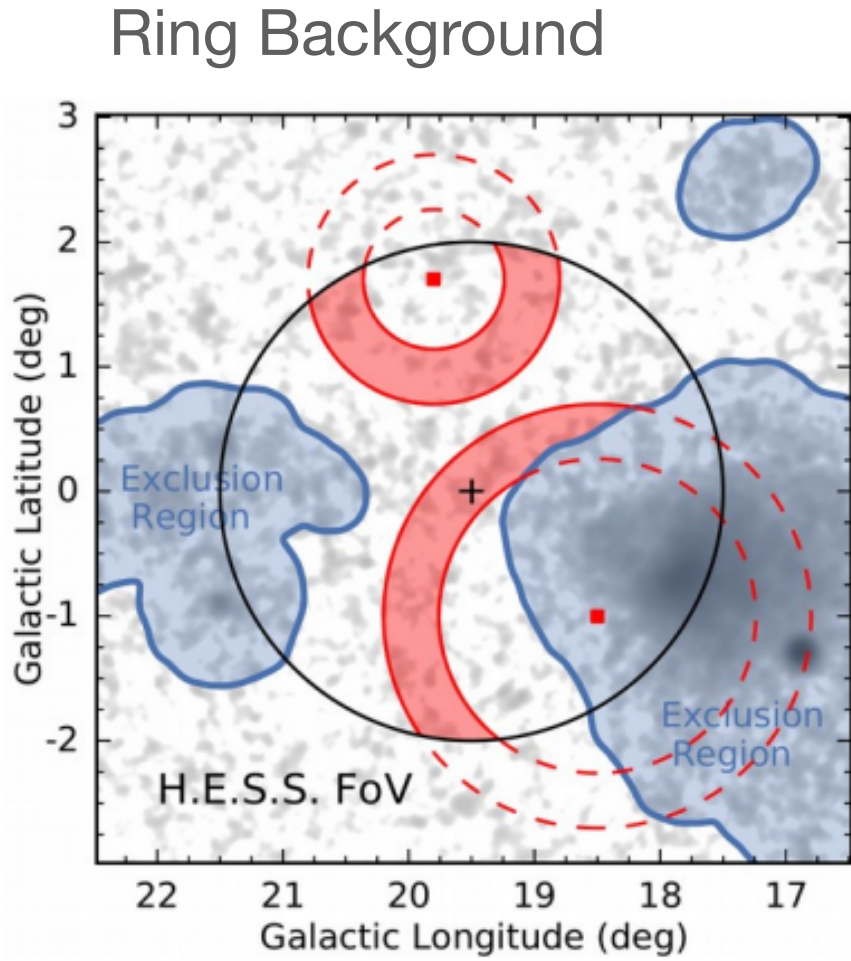 Ring Background
3
2
1
0
-1
-2
Galactic Latitude (deg)
Exclusion
Region
Exclusion
Region
H.E.S.S. FoV
22 21 20 19 18 17
Galactic Longitude (deg)